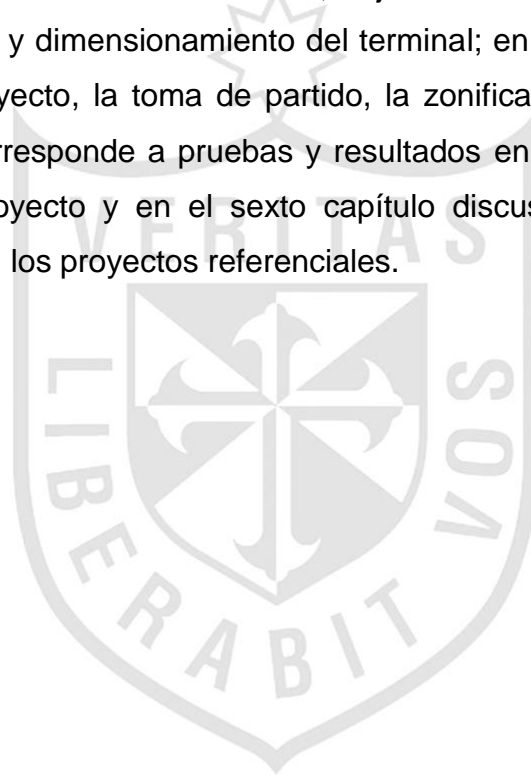 y dimensionamiento del terminal; en
yecto, la toma de partido, la zonifica
rresponde a pruebas y resultados en
oyecto y en el sexto capítulo discus
los proyectos referenciales.
VERITAS
LIBERABIT VOS